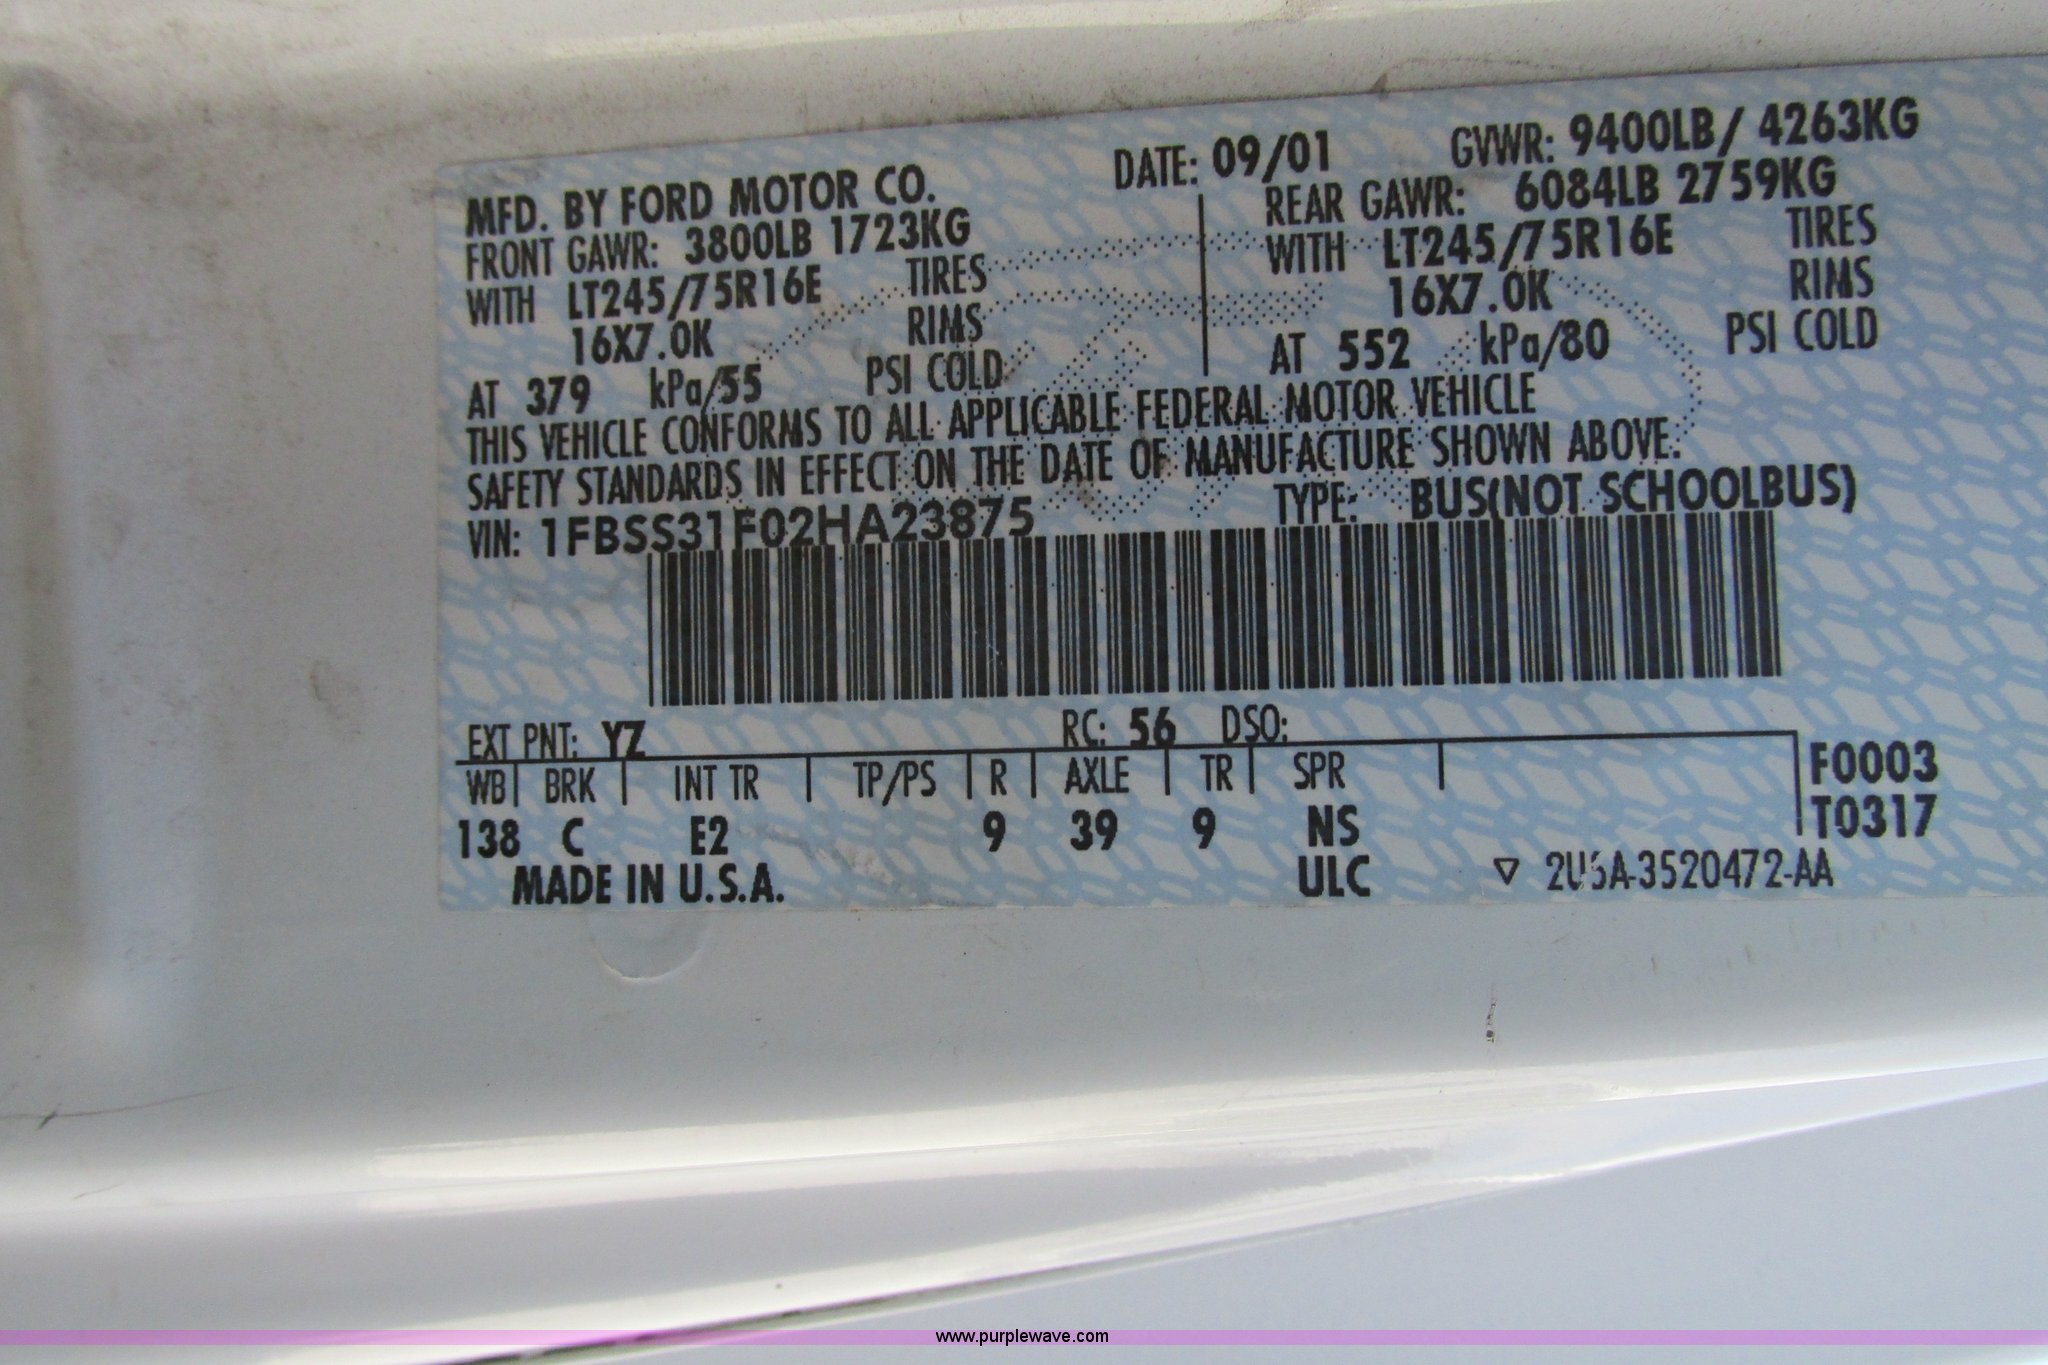 MFD. BY FORD MOTOR CO. DATE: 09/01 GVWR: 9400LB/ 4263KG
FRONT GAWR: 3800LB 1723KG REAR GAWR: 6084LB 2759KG
WITH LT245/75R16E TIRES WITH LT245/75R16E TIRES
16X7.0K RIMS 16X7.0K RIMS
AT 379 kPa/55 PSI COLD AT 552 kPa/80 PSI COLD
THIS VEHICLE CONFORMS TO ALL APPLICABLE FEDERAL MOTOR VEHICLE
SAFETY STANDARDS IN EFFECT ON THE DATE OF MANUFACTURE SHOWN ABOVE.
VIN: 1FBSS31F02HA23875 TYPE: BUS(NOT SCHOOLBUS)
EXT PNT: YZ RC: 56 DSO:
WB BRK INT TR TP/PS R AXLE TR SPR F0003
138 C E2 9 39 9 NS T0317
MADE IN U.S.A. ULC ▽ 2U5A-3520472-AA
www.purplewave.com